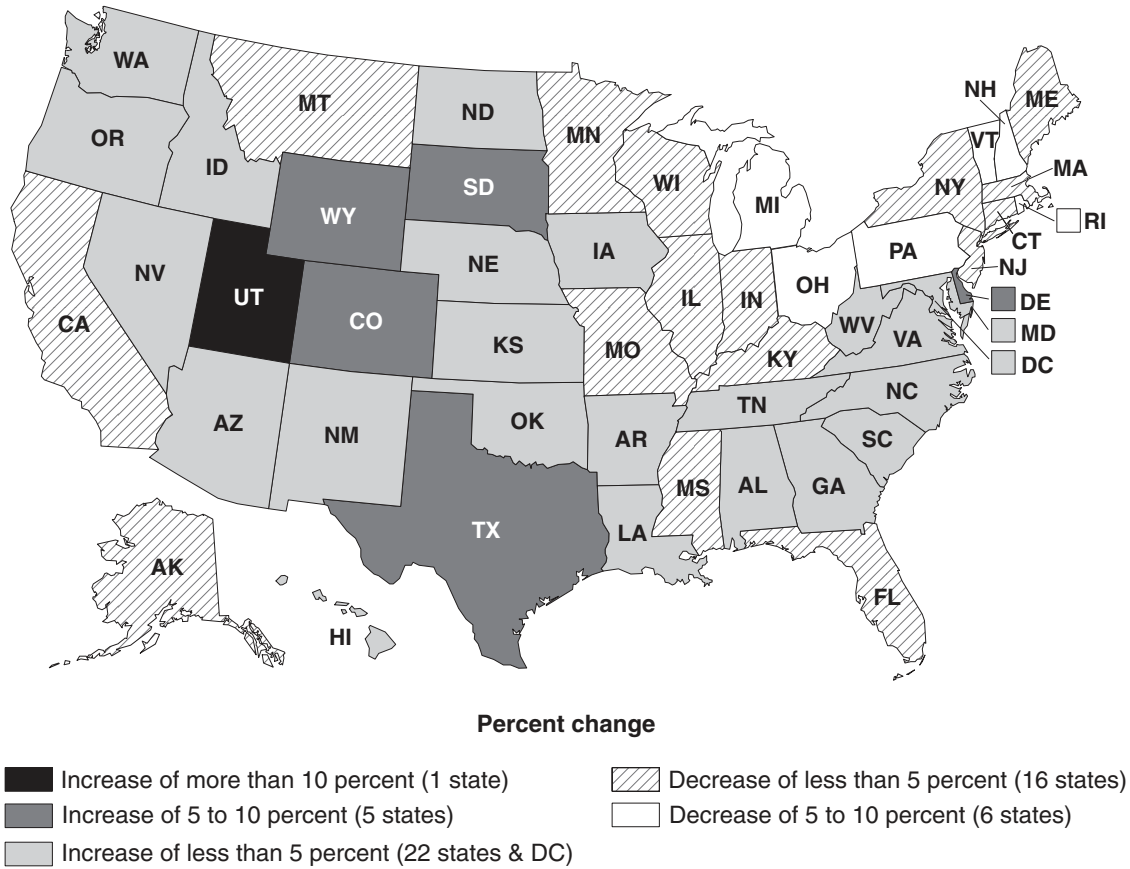 WA
MT
ND
MN
NH
ME
OR
ID
SD
WI
VT
NY
MA
WY
MI
RI
NV
UT
NE
IA
PA
CT
NJ
CA
CO
IL
IN
OH
DE
KS
MO
WV
VA
MD
KY
DC
AZ
NM
OK
AR
TN
NC
SC
MS
AL
GA
TX
LA
AK
FL
HI
Percent change
Increase of more than 10 percent (1 state)
Increase of 5 to 10 percent (5 states)
Increase of less than 5 percent (22 states & DC)
Decrease of less than 5 percent (16 states)
Decrease of 5 to 10 percent (6 states)